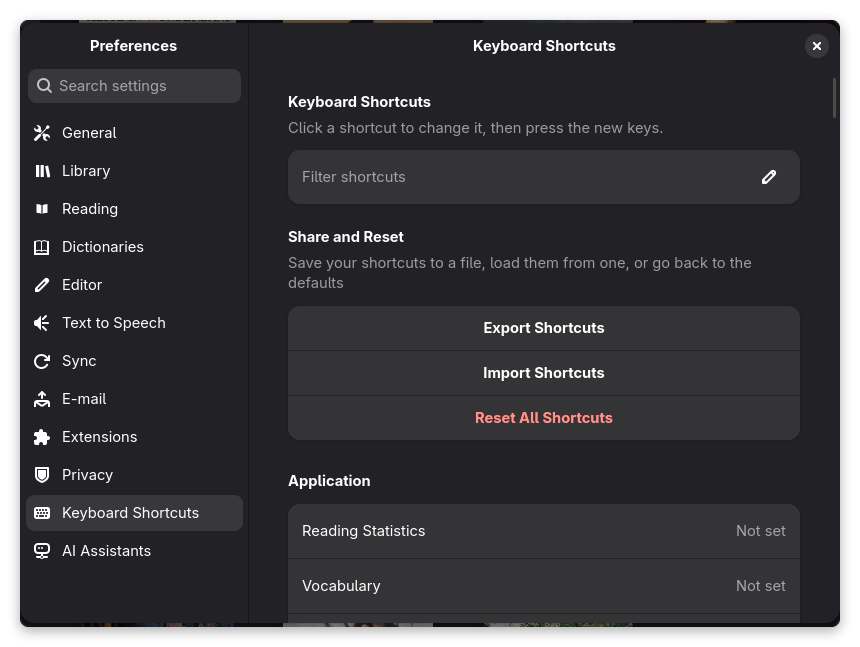 Preferences
Search settings
General
Library
Reading
Dictionaries
Editor
Text to Speech
Sync
E-mail
Extensions
Privacy
Keyboard Shortcuts
AI Assistants
Keyboard Shortcuts
Keyboard Shortcuts
Click a shortcut to change it, then press the new keys.
Filter shortcuts
Share and Reset
Save your shortcuts to a file, load them from one, or go back to the
defaults
Export Shortcuts
Import Shortcuts
Reset All Shortcuts
Application
Reading Statistics Not set
Vocabulary Not set